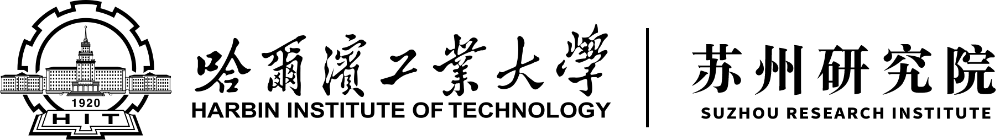 1920
HIT
哈爾濱工業大學
HARBIN INSTITUTE OF TECHNOLOGY
苏州研究院
SUZHOU RESEARCH INSTITUTE